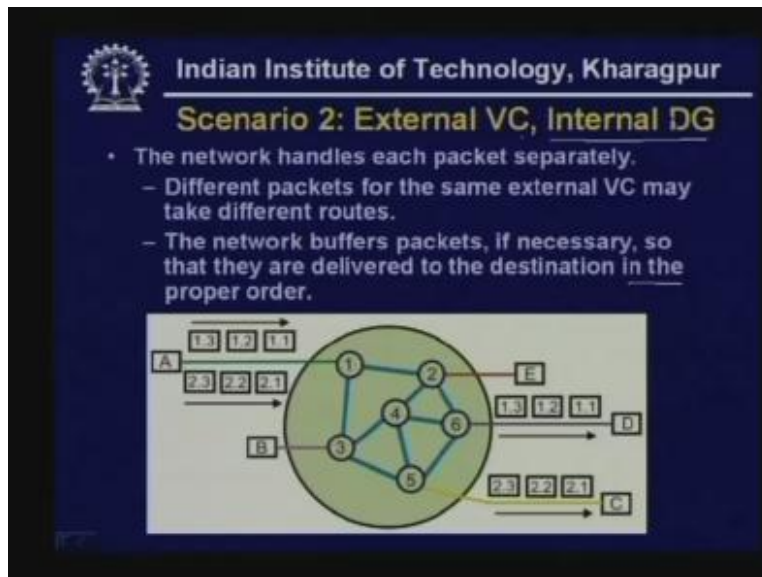 Indian Institute of Technology, Kharagpur
Scenario 2: External VC, Internal DG
• The network handles each packet separately.
– Different packets for the same external VC may
take different routes.
– The network buffers packets, if necessary, so
that they are delivered to the destination in the
proper order.
1.3 1.2 1.1
A
1
2
E
2.3 2.2 2.1
4
1.3 1.2 1.1
6
D
B
3
5
2.3 2.2 2.1
C